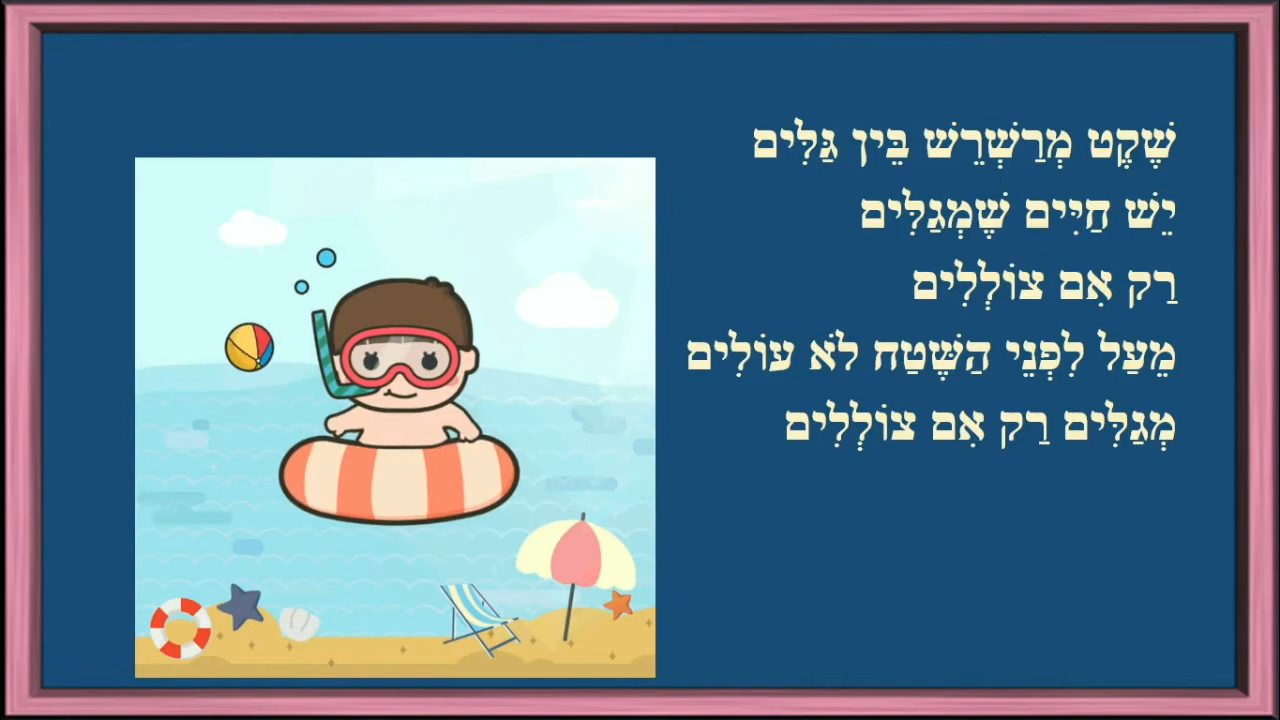 שֶׁקֶט מְרַשְׁרֵשׁ בֵּין גַּלִּים
יֵשׁ חַיִּים שֶׁמְגַלִּים
רַק אִם צוֹלְלִים
מֵעַל לִפְנֵי הַשֶּׁטַח לֹא עוֹלִים
מְגַלִּים רַק אִם צוֹלְלִים